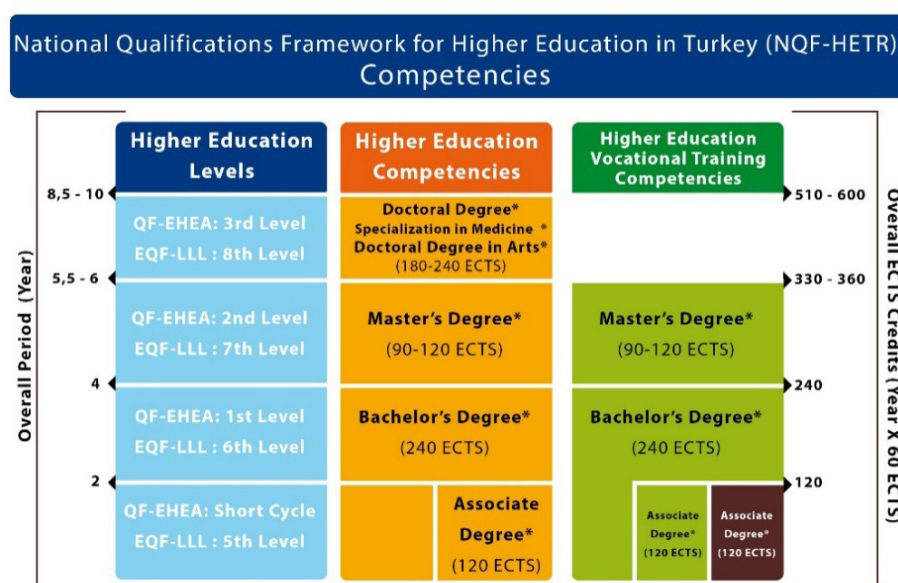 National Qualifications Framework for Higher Education in Turkey (NQF-HETR)
Competencies
Higher Education
Levels
Higher Education
Competencies
Higher Education
Vocational Training
Competencies
8,5 - 10
510 - 600
QF-EHEA: 3rd Level
EQF-LLL : 8th Level
Doctoral Degree*
Specialization in Medicine *
Doctoral Degree in Arts*
(180-240 ECTS)
5,5 - 6
330 - 360
QF-EHEA: 2nd Level
EQF-LLL : 7th Level
Master's Degree*
(90-120 ECTS)
Master's Degree*
(90-120 ECTS)
4
240
QF-EHEA: 1st Level
EQF-LLL : 6th Level
Bachelor's Degree*
(240 ECTS)
Bachelor's Degree*
(240 ECTS)
2
120
QF-EHEA: Short Cycle
EQF-LLL : 5th Level
Associate
Degree*
(120 ECTS)
Associate
Degree*
(120 ECTS)
Associate
Degree*
(120 ECTS)
Overall Period (Year)
Overall ECTS Credits (Year X 60 ECTS)